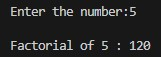 Enter the number:5
Factorial of 5 : 120